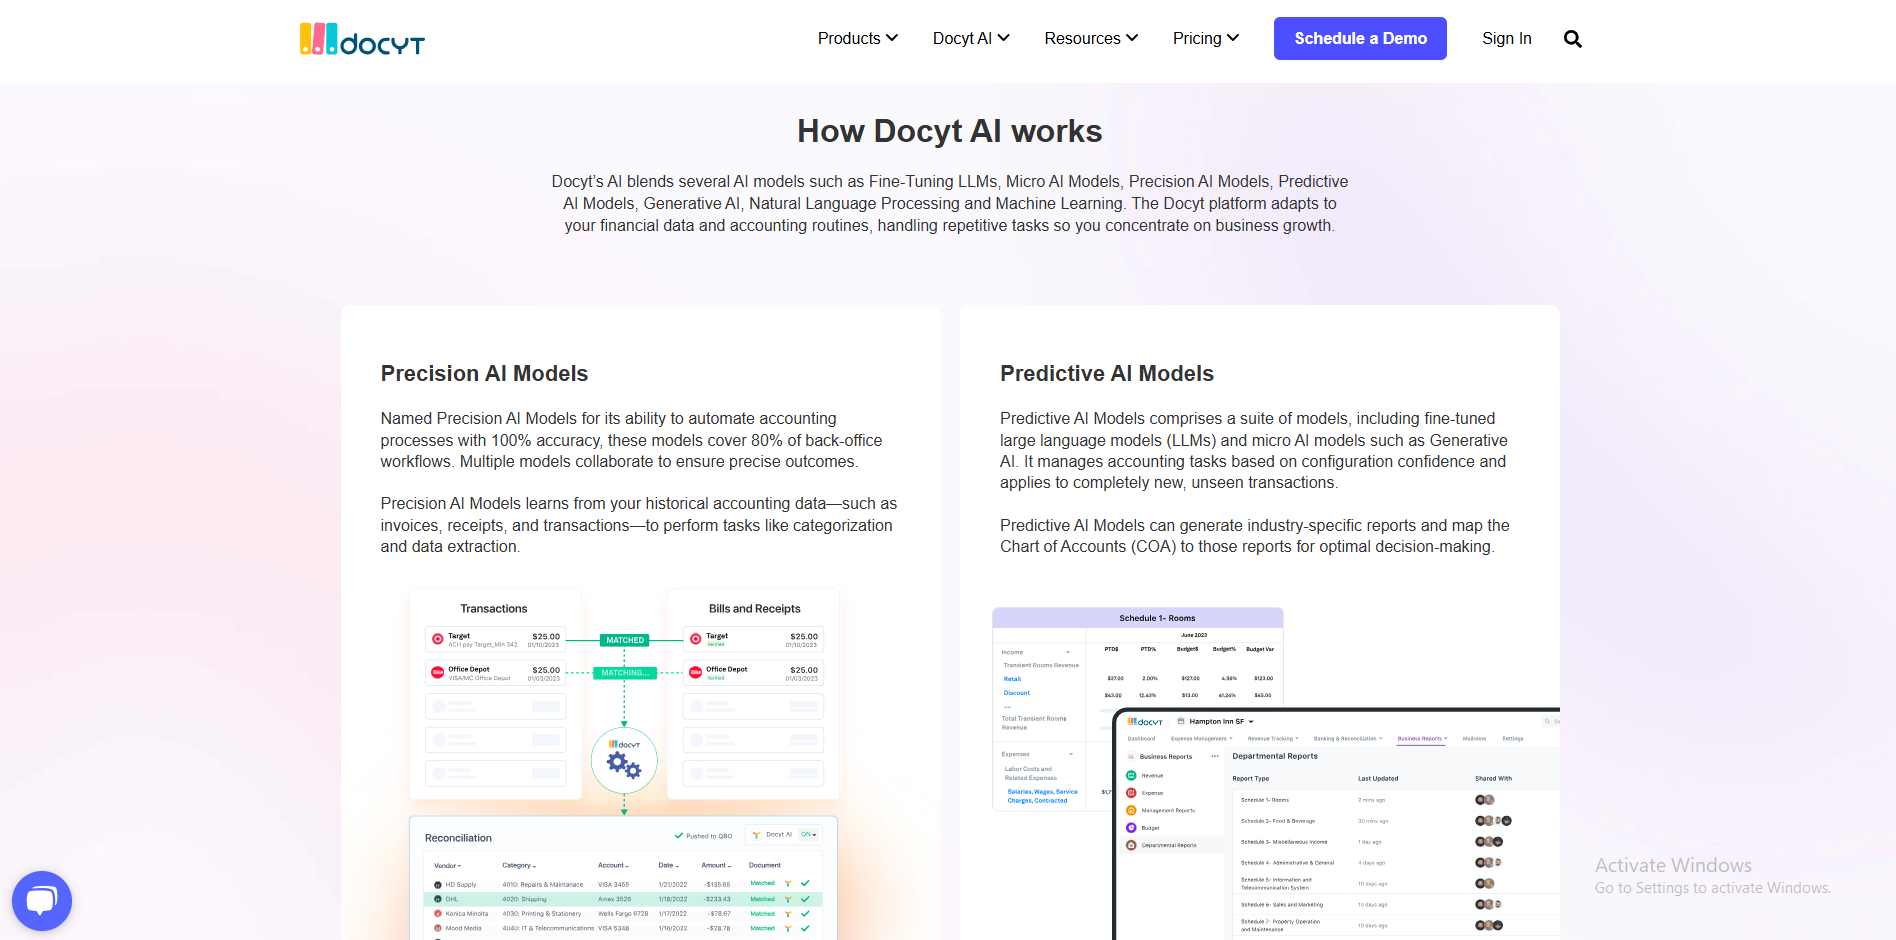 docyt
Products
Docyt AI
Resources
Pricing
Schedule a Demo
Sign In
How Docyt AI works
Docyt’s AI blends several AI models such as Fine-Tuning LLMs, Micro AI Models, Precision AI Models, Predictive
AI Models, Generative AI, Natural Language Processing and Machine Learning. The Docyt platform adapts to
your financial data and accounting routines, handling repetitive tasks so you concentrate on business growth.
Precision AI Models
Named Precision AI Models for its ability to automate accounting
processes with 100% accuracy, these models cover 80% of back-office
workflows. Multiple models collaborate to ensure precise outcomes.
Precision AI Models learns from your historical accounting data—such as
invoices, receipts, and transactions—to perform tasks like categorization
and data extraction.
Transactions
Target $25.00
ACH pay Target_Min 342 01/10/2023
Office Depot $25.00
VISA/MC Office Depot 01/03/2023
MATCHED
MATCHING...
Bills and Receipts
Target $25.00
Verified 01/10/2023
Office Depot $25.00
Verified 01/03/2023
docyt
Reconciliation
Pushed to QBO
Docyt AI ON
Vendor Category Account Date Amount Document
HD Supply 4010: Repairs & Maintanace VISA 3455 1/21/2022 -$135.65 Matched
DHL 4020: Shipping Amex 3526 1/18/2022 -$233.43 Matched
Konica Minolta 4030: Printing & Stationery Wells Fargo 6728 1/17/2022 -$78.67 Matched
Mood Media 4040: IT & Telecommunications VISA 5348 1/16/2022 -$28.78 Matched
Predictive AI Models
Predictive AI Models comprises a suite of models, including fine-tuned
large language models (LLMs) and micro AI models such as Generative
AI. It manages accounting tasks based on configuration confidence and
applies to completely new, unseen transactions.
Predictive AI Models can generate industry-specific reports and map the
Chart of Accounts (COA) to those reports for optimal decision-making.
Schedule 1- Rooms
June 2023
Income PTD$ PTD% Budget$ Budget% Budget Var
Transient Rooms Revenue
Retail $37.00 2.00% $127.00 4.56% $123.00
Discount $43.00 12.43% $13.00 41.24% $45.00
....
Total Transient Rooms
Revenue
Expenses
Labor Costs and
Related Expenses
Salaries, Wages, Service
Charges, Contracted
docyt
Hampton Inn SF
Dashboard
Expense Management
Revenue Tracking
Banking & Reconciliation
Business Reports
Mailroom
Settings
Business Reports
Revenue
Expense
Management Reports
Budget
Departmental Reports
Departmental Reports
Report Type Last Updated Shared With
Schedule 1- Rooms 2 mins ago
Schedule 2- Food & Beverage 30 mins ago
Schedule 3- Miscellaneous Income 1 day ago
Schedule 4- Administrative & General 4 days ago
Schedule 5- Information and
Telecommunication System 10 days ago
Schedule 6- Sales and Marketing 10 days ago
Schedule 7- Property Operation
and Maintenance 10 days ago
Activate Windows
Go to Settings to activate Windows.